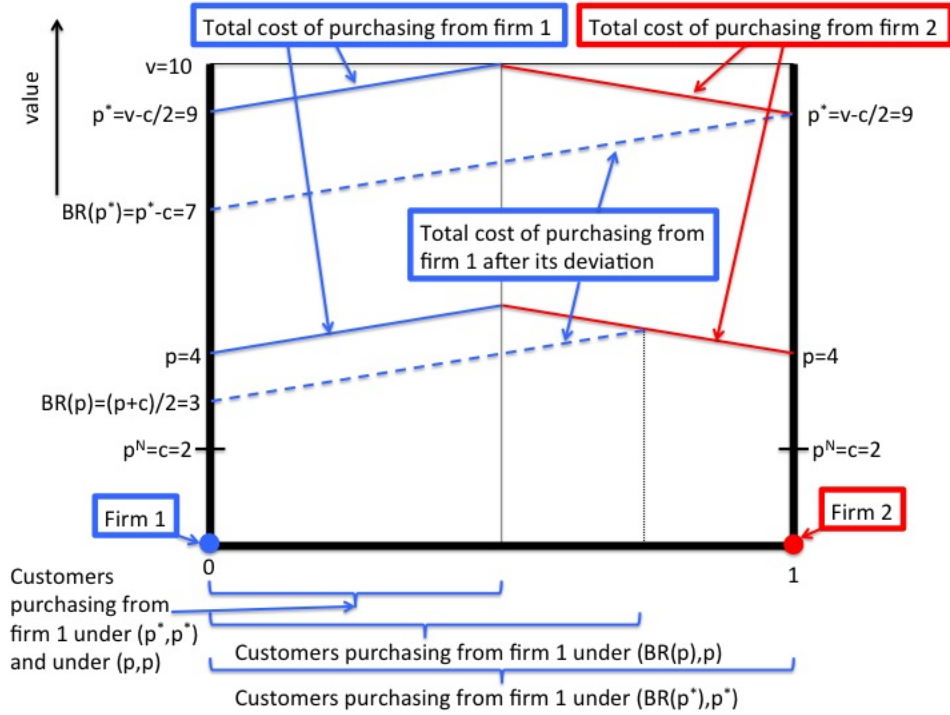 Total cost of purchasing from firm 1
Total cost of purchasing from firm 2
value
v=10
p*=v-c/2=9
p*=v-c/2=9
BR(p*)=p*-c=7
Total cost of purchasing from
firm 1 after its deviation
p=4
p=4
BR(p)=(p+c)/2=3
pᴺ=c=2
pᴺ=c=2
Firm 1
Firm 2
0
1
Customers
purchasing from
firm 1 under (p*,p*)
and under (p,p)
Customers purchasing from firm 1 under (BR(p),p)
Customers purchasing from firm 1 under (BR(p*),p*)